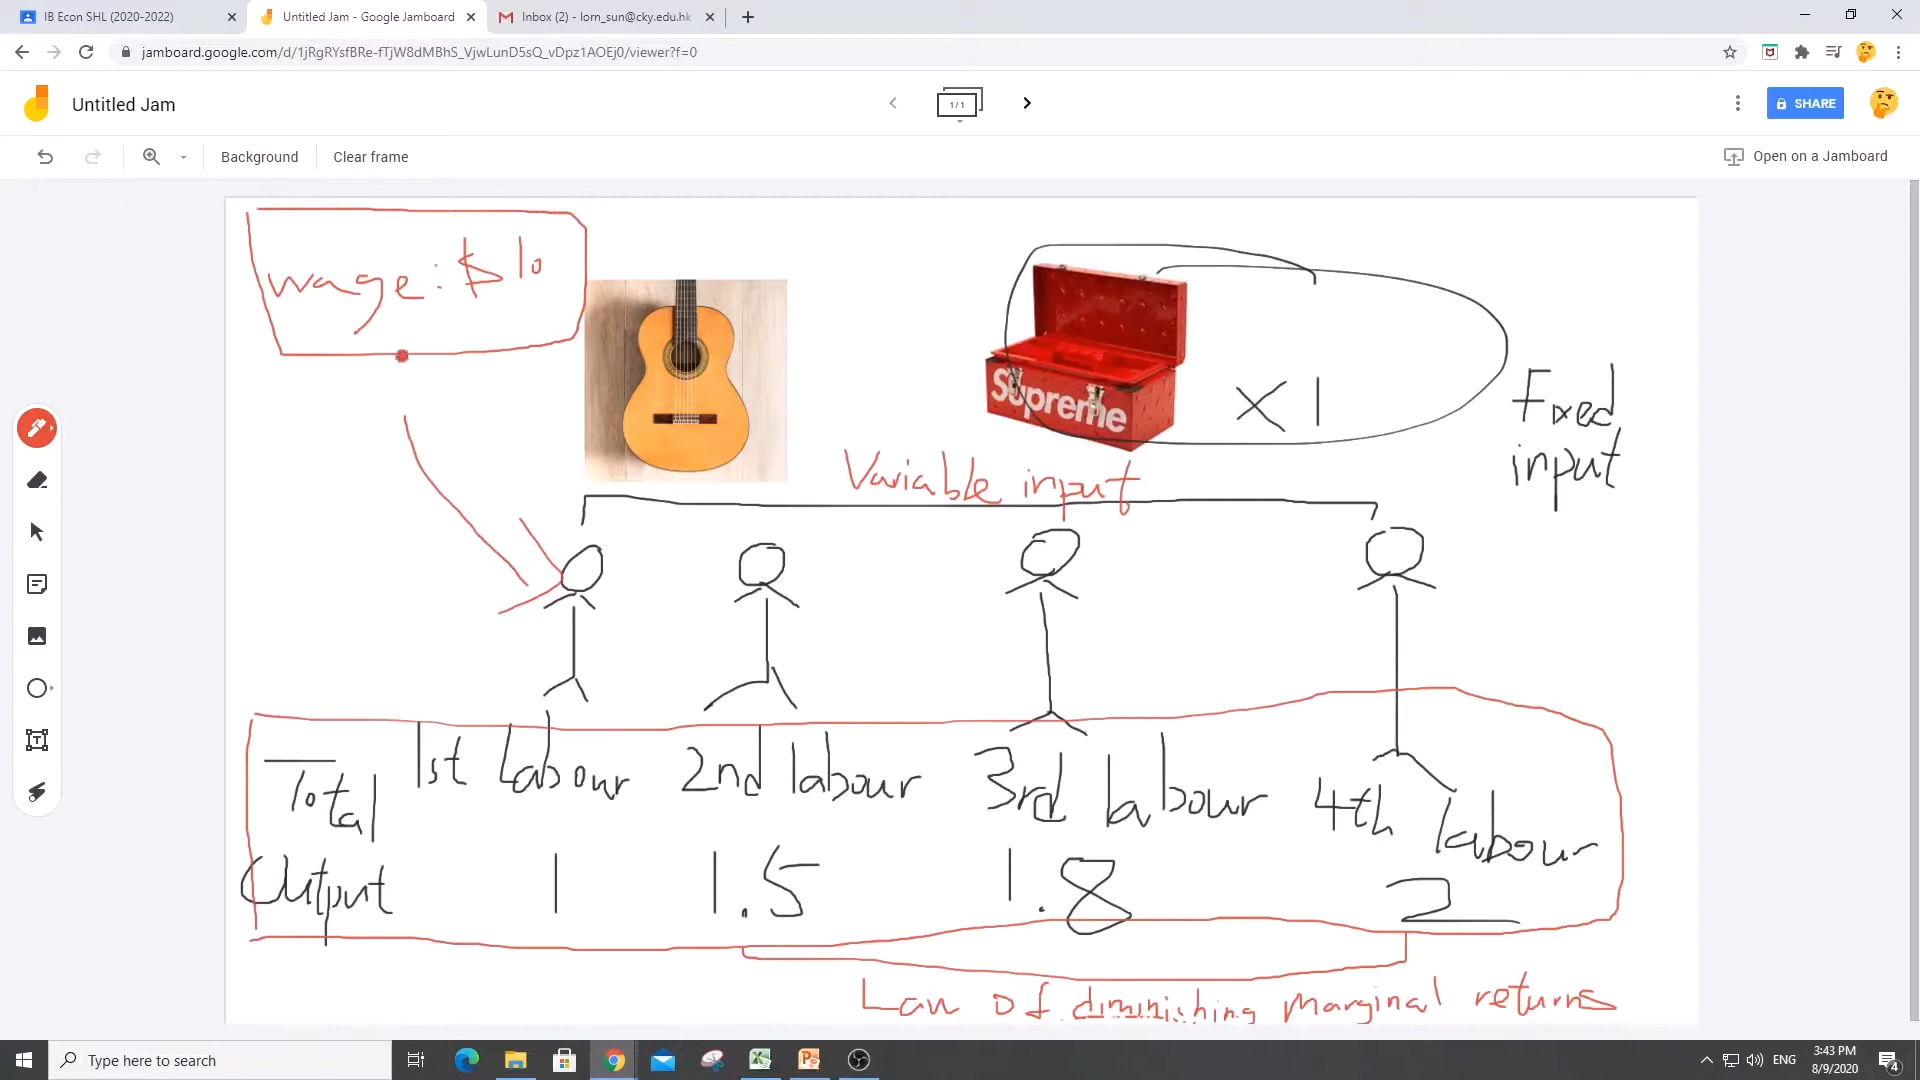 IB Econ SHL (2020-2022)
Untitled Jam - Google Jamboard
Inbox (2) - lorn_sun@cky.edu.hk
jamboard.google.com/d/1jRgRYsfBRe-fTjW8dMBhS_VjwLunD5sQ_vDpz1AOEj0/viewer?f=0
Untitled Jam
1 / 1
SHARE
Background
Clear frame
Open on a Jamboard
wage: $10
Supreme
X1
Fixed
input
Variable input
Total
Output
1st Labour
2nd labour
3rd labour
4th labour
1
1.5
1.8
2
Law of diminishing marginal returns
Type here to search
ENG
3:43 PM
8/9/2020
4